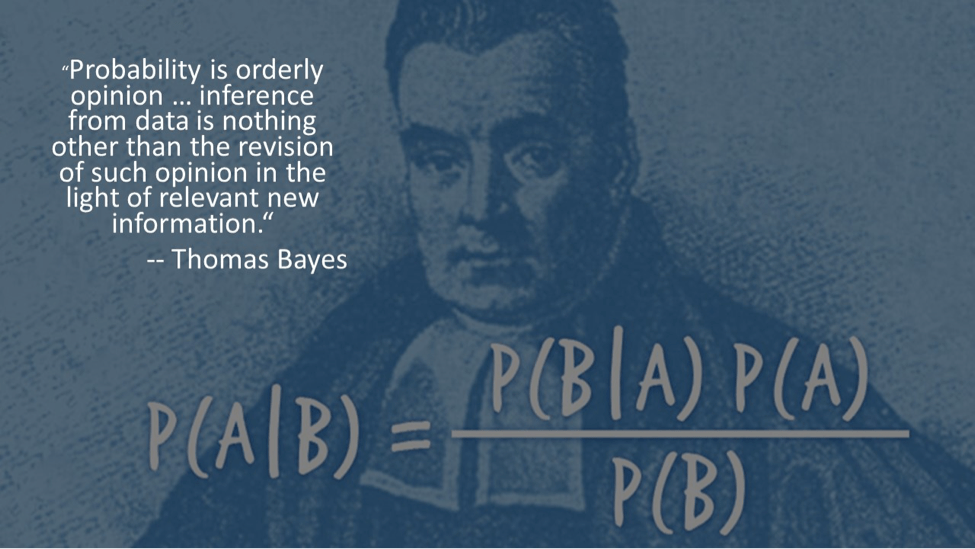 “Probability is orderly
opinion ... inference
from data is nothing
other than the revision
of such opinion in the
light of relevant new
information.“
-- Thomas Bayes
P(A|B) = P(B|A) P(A)
P(B)